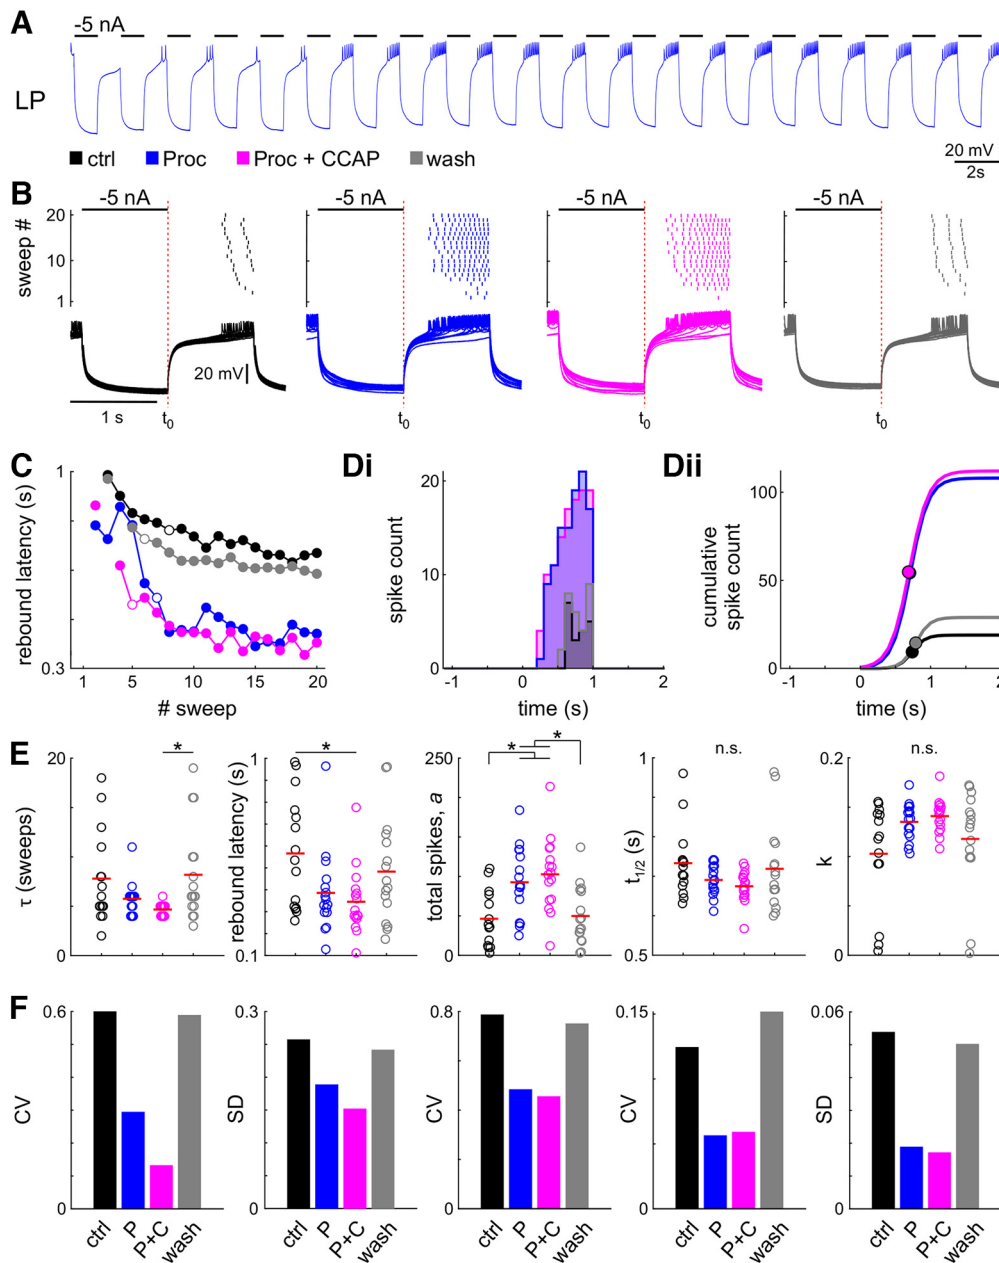 A
-5 nA
LP
ctrl
Proc
Proc + CCAP
wash
20 mV
2s
B
-5 nA
-5 nA
-5 nA
-5 nA
sweep #
20
10
1
20 mV
1 s
t0
t0
t0
t0
C
rebound latency (s)
1
0.3
1
5
10
15
20
# sweep
Di
spike count
20
10
0
-1
0
1
2
time (s)
Dii
cumulative
spike count
100
50
0
-1
0
1
2
time (s)
E
τ (sweeps)
20
10
0
*
rebound latency (s)
1
0.1
*
total spikes, a
250
0
*
*
t1/2 (s)
1
0.5
n.s.
k
0.2
0
n.s.
F
CV
0.6
0
ctrl
P
P+C
wash
SD
0.3
0
ctrl
P
P+C
wash
CV
0.8
0
ctrl
P
P+C
wash
CV
0.15
0
ctrl
P
P+C
wash
SD
0.06
0
ctrl
P
P+C
wash